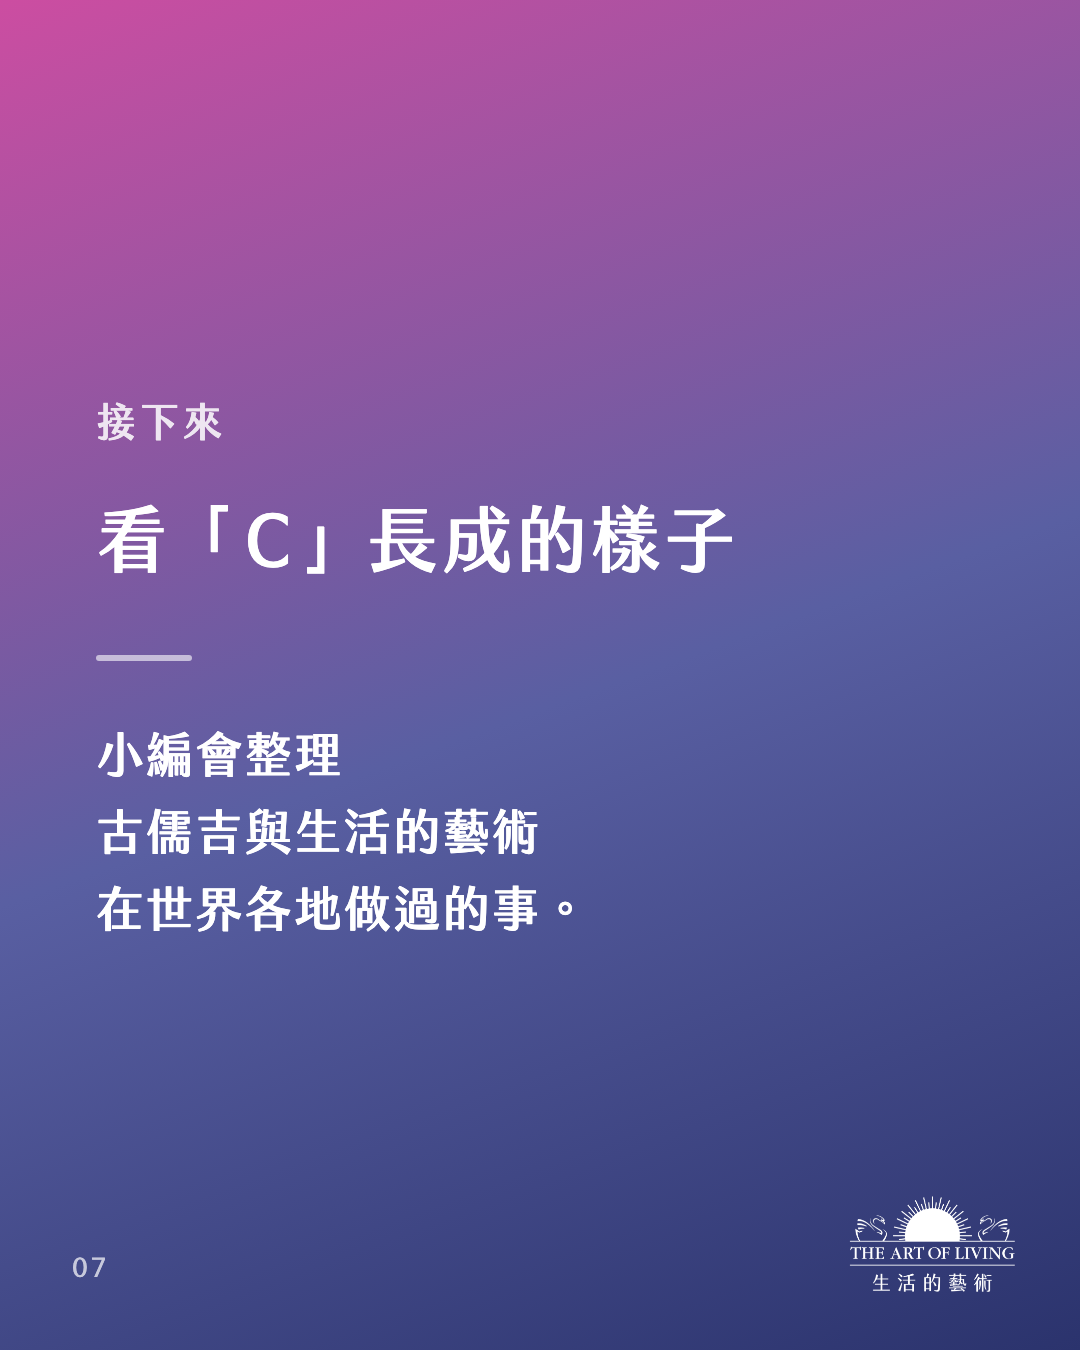 接下來
看「C」長成的樣子
小編會整理
古儒吉與生活的藝術
在世界各地做過的事。
07
THE ART OF LIVING
生活的藝術